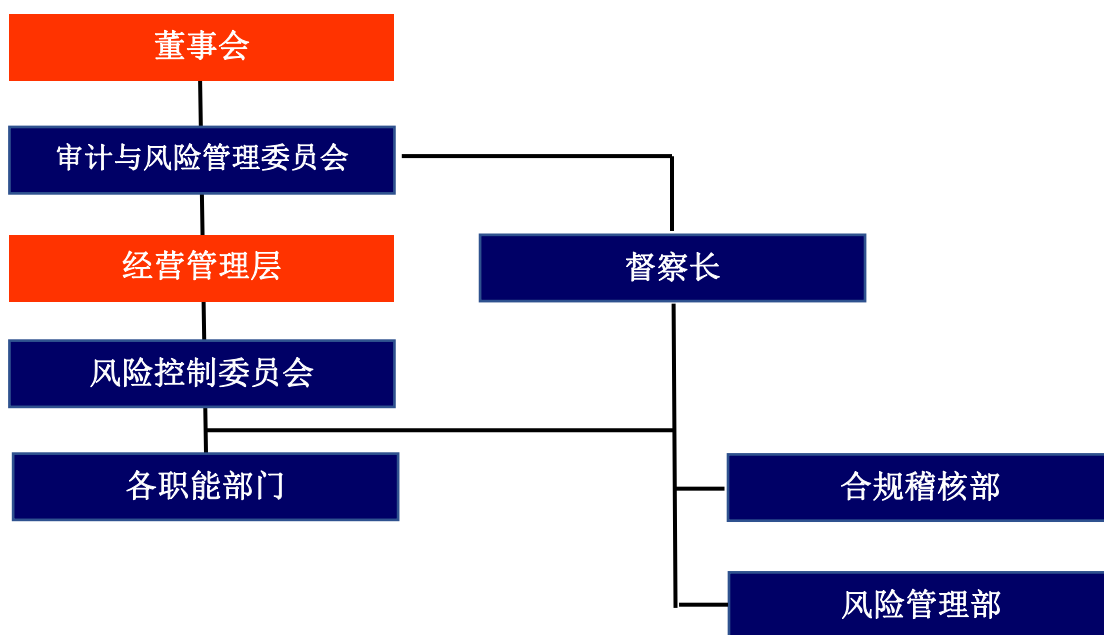 董事会
审计与风险管理委员会
经营管理层
督察长
风险控制委员会
各职能部门
合规稽核部
风险管理部